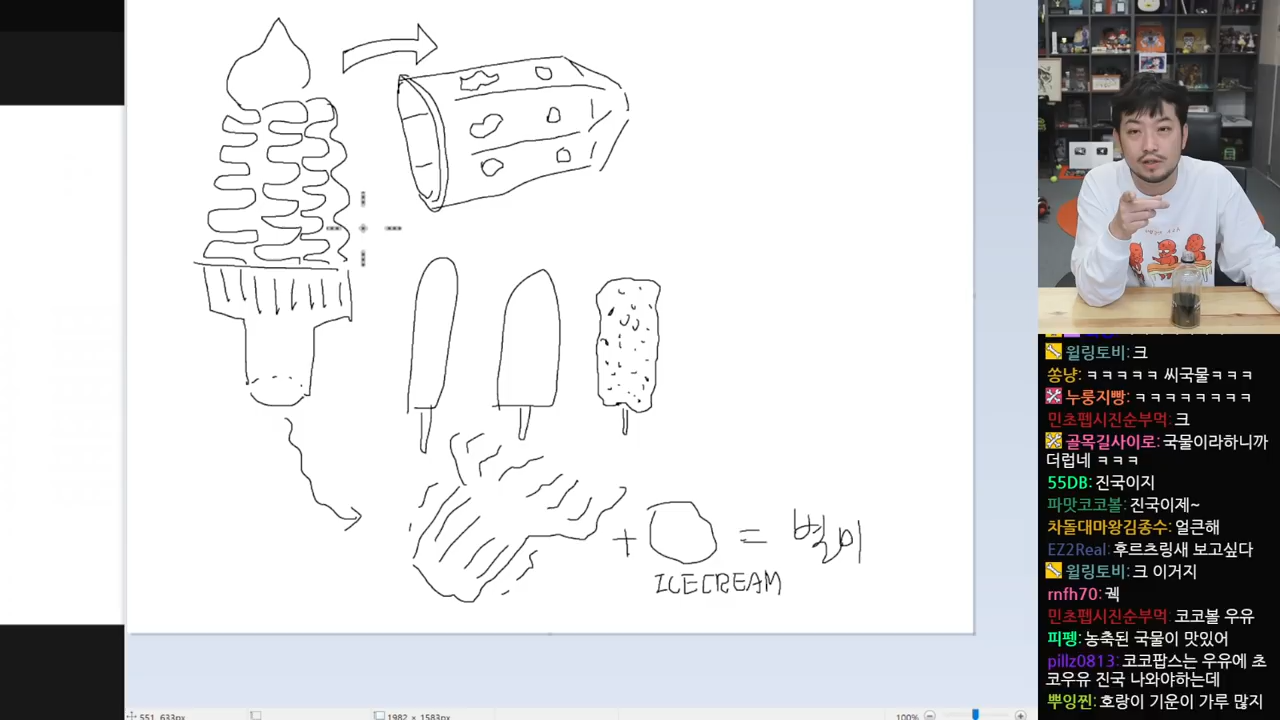 + = 별미
ICECREAM
윌링토비: 크
쏭냥: ㅋㅋㅋㅋㅋ 씨국물ㅋㅋㅋ
누룽지빵: ㅋㅋㅋㅋㅋㅋㅋㅋ
민초펩시진순부먹: 크
골목길사이로: 국물이라하니까
더럽네 ㅋㅋㅋ
55DB: 진국이지
파맛코코볼: 진국이제~
차돌대마왕김종수: 얼큰해
EZ2Real: 후르츠링새 보고싶다
윌링토비: 크 이거지
rnfh70: 퀙
민초펩시진순부먹: 코코볼 우유
피펭: 농축된 국물이 맛있어
pillz0813: 코코팝스는 우유에 초
코우유 진국 나와야하는데
뿌잉찐: 호랑이 기운이 가루 많지
551, 633px
1982 × 1583px
100%